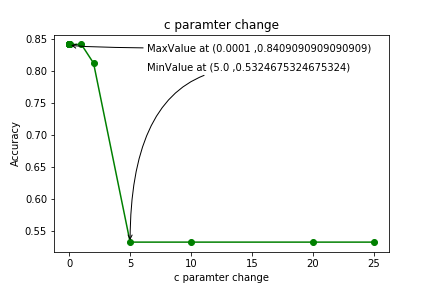 c paramter change
MaxValue at (0.0001 ,0.8409090909090909)
MinValue at (5.0 ,0.5324675324675324)
0.85
0.80
0.75
0.70
0.65
0.60
0.55
Accuracy
0 5 10 15 20 25
c paramter change